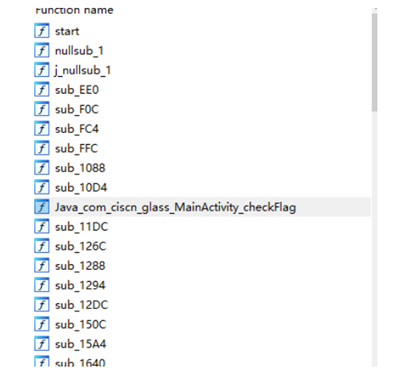 Function name
start
nullsub_1
j_nullsub_1
sub_EE0
sub_F0C
sub_FC4
sub_FFC
sub_1088
sub_10D4
Java_com_ciscn_glass_MainActivity_checkFlag
sub_11DC
sub_126C
sub_1288
sub_1294
sub_12DC
sub_150C
sub_15A4
sub_1640